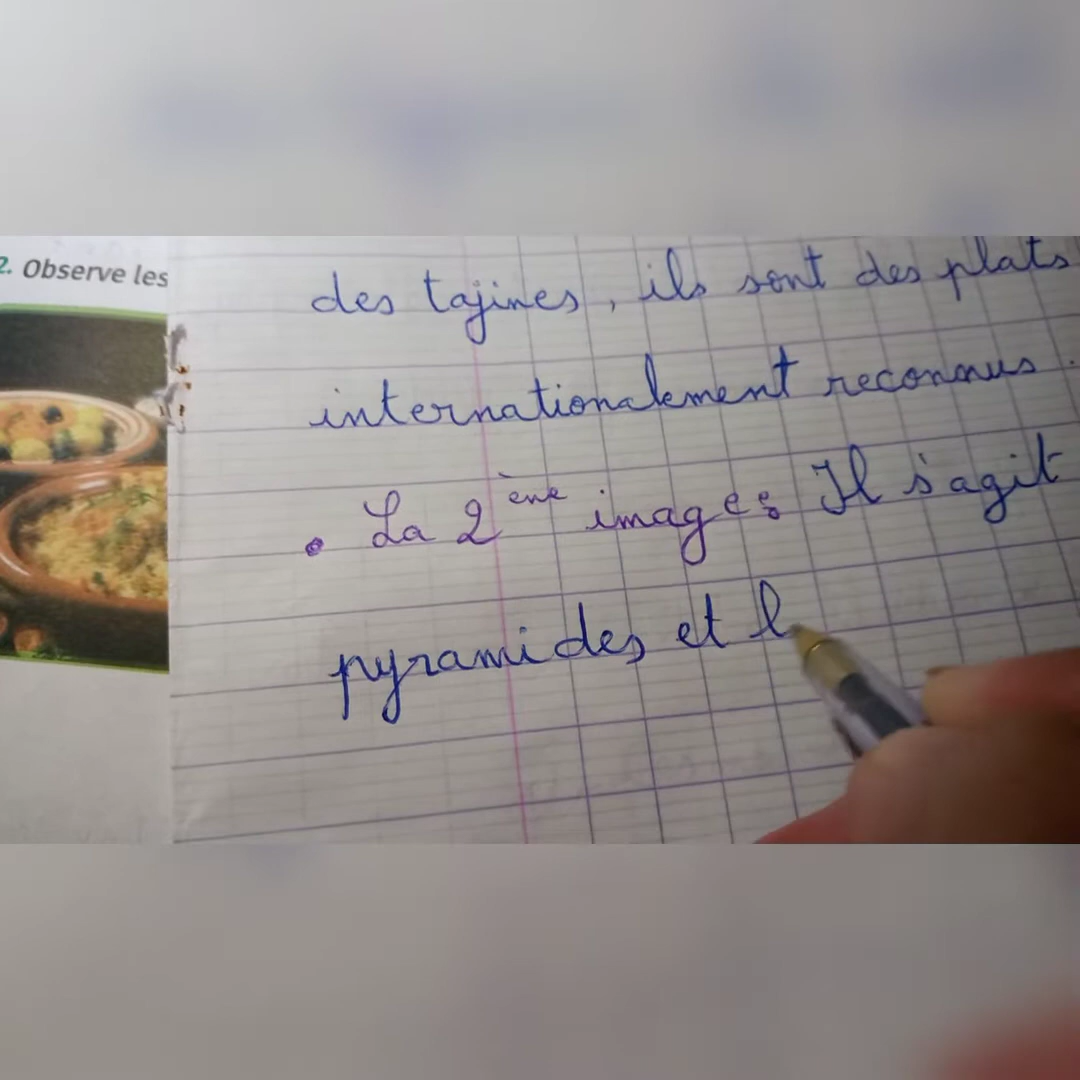 2. Observe les
des tajines, ils sont des plats
internationalement reconnus.
• La 2ème image : Il s'agit
pyramides, et l